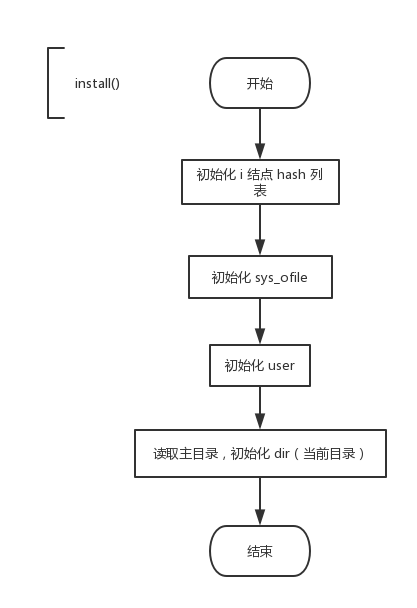 install()
开始
初始化 i 结点 hash 列
表
初始化 sys_ofile
初始化 user
读取主目录，初始化 dir（当前目录）
结束